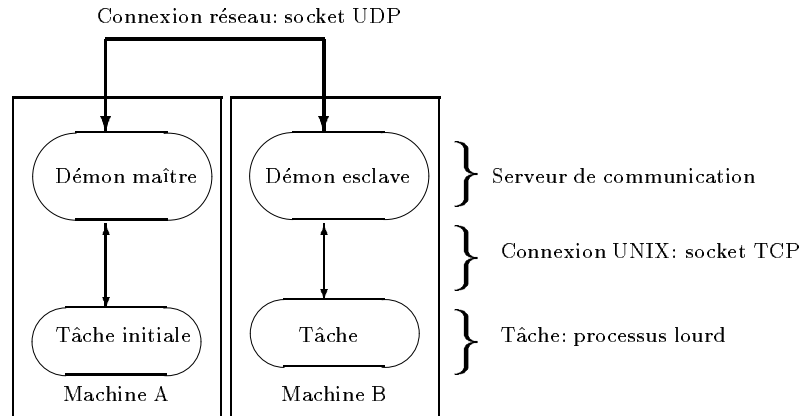 Connexion réseau: socket UDP
Démon maître
Démon esclave
Serveur de communication
Connexion UNIX: socket TCP
Tâche initiale
Tâche
Tâche: processus lourd
Machine A
Machine B